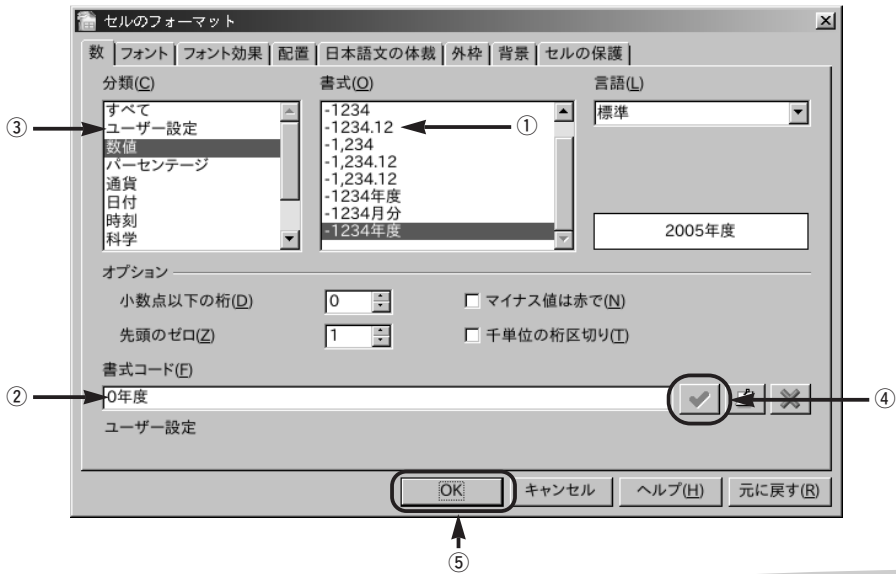 セルのフォーマット
数 フォント フォント効果 配置 日本語文の体裁 外枠 背景 セルの保護
分類(C) 書式(O) 言語(L)
すべて
ユーザー設定
数値
パーセンテージ
通貨
日付
時刻
科学
-1234
-1234.12
-1,234
-1,234.12
-1,234.12
-1234年度
-1234月分
-1234年度
標準
2005年度
③
①
オプション
小数点以下の桁(D) 0 マイナス値は赤で(N)
先頭のゼロ(Z) 1 千単位の桁区切り(T)
書式コード(F)
② 0年度 ④
ユーザー設定
OK キャンセル ヘルプ(H) 元に戻す(R)
⑤